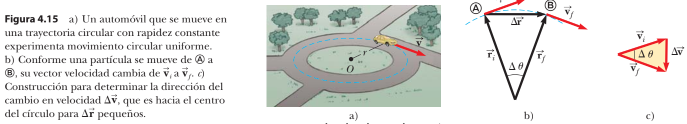 Figura 4.15 a) Un automóvil que se mueve en
una trayectoria circular con rapidez constante
experimenta movimiento circular uniforme.
b) Conforme una partícula se mueve de Ⓐ a
Ⓑ, su vector velocidad cambia de v⃗ᵢ a v⃗f. c)
Construcción para determinar la dirección del
cambio en velocidad Δv⃗, que es hacia el centro
del círculo para Δr⃗ pequeños.
r
v⃗
O
a)
Ⓐ
Ⓑ
v⃗f
Δr⃗
r⃗ᵢ
r⃗f
Δ θ
b)
v⃗ᵢ
Δ θ
Δv⃗
v⃗f
c)